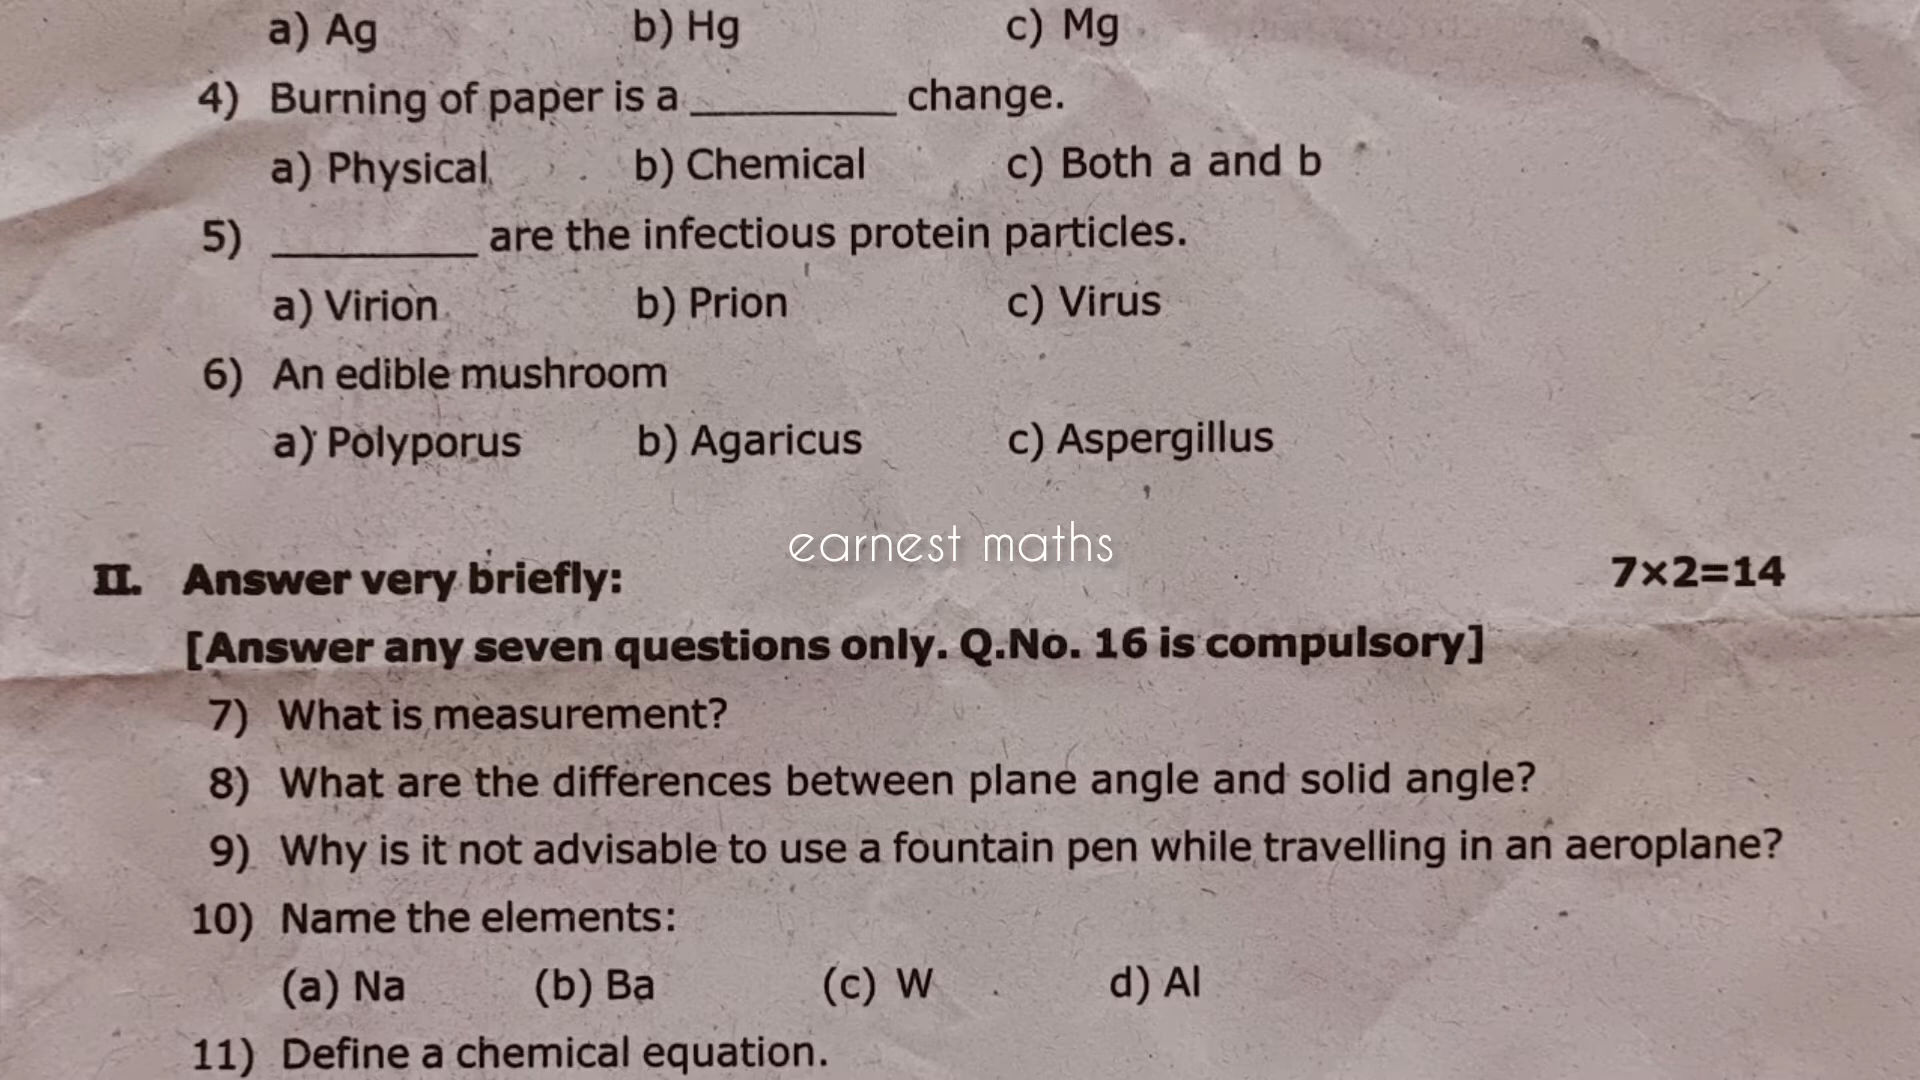 a) Ag b) Hg c) Mg
4) Burning of paper is a ________ change.
a) Physical b) Chemical c) Both a and b
5) ________ are the infectious protein particles.
a) Virion b) Prion c) Virus
6) An edible mushroom
a) Polyporus b) Agaricus c) Aspergillus
earnest maths
II. Answer very briefly: 7×2=14
[Answer any seven questions only. Q.No. 16 is compulsory]
7) What is measurement?
8) What are the differences between plane angle and solid angle?
9) Why is it not advisable to use a fountain pen while travelling in an aeroplane?
10) Name the elements:
(a) Na (b) Ba (c) W d) Al
11) Define a chemical equation.